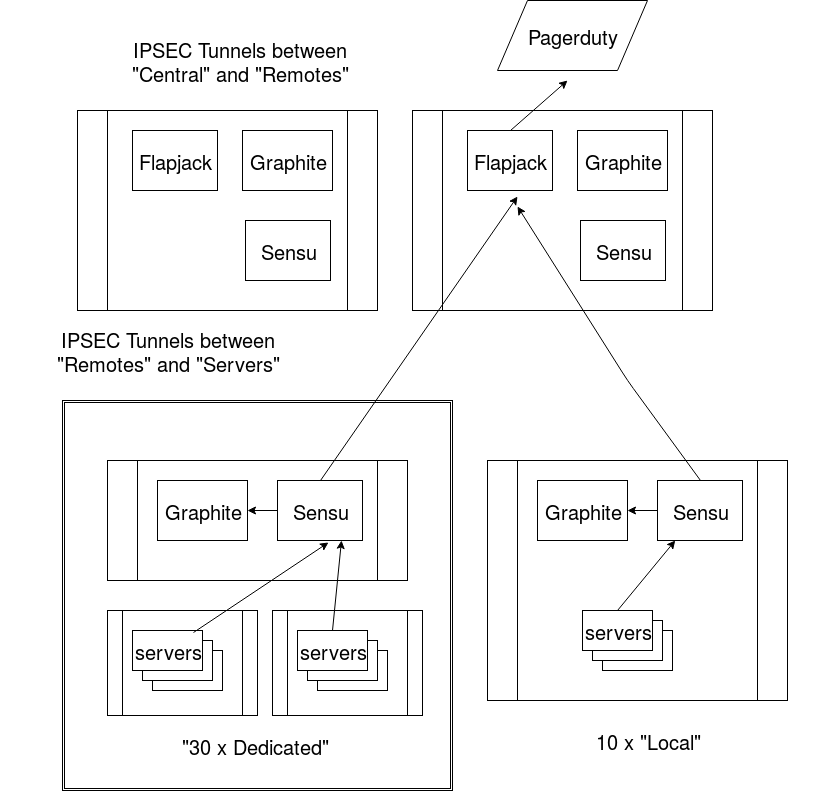 Pagerduty
IPSEC Tunnels between
"Central" and "Remotes"
Flapjack
Graphite
Sensu
Flapjack
Graphite
Sensu
IPSEC Tunnels between
"Remotes" and "Servers"
Graphite
Sensu
servers
servers
"30 x Dedicated"
Graphite
Sensu
servers
10 x "Local"